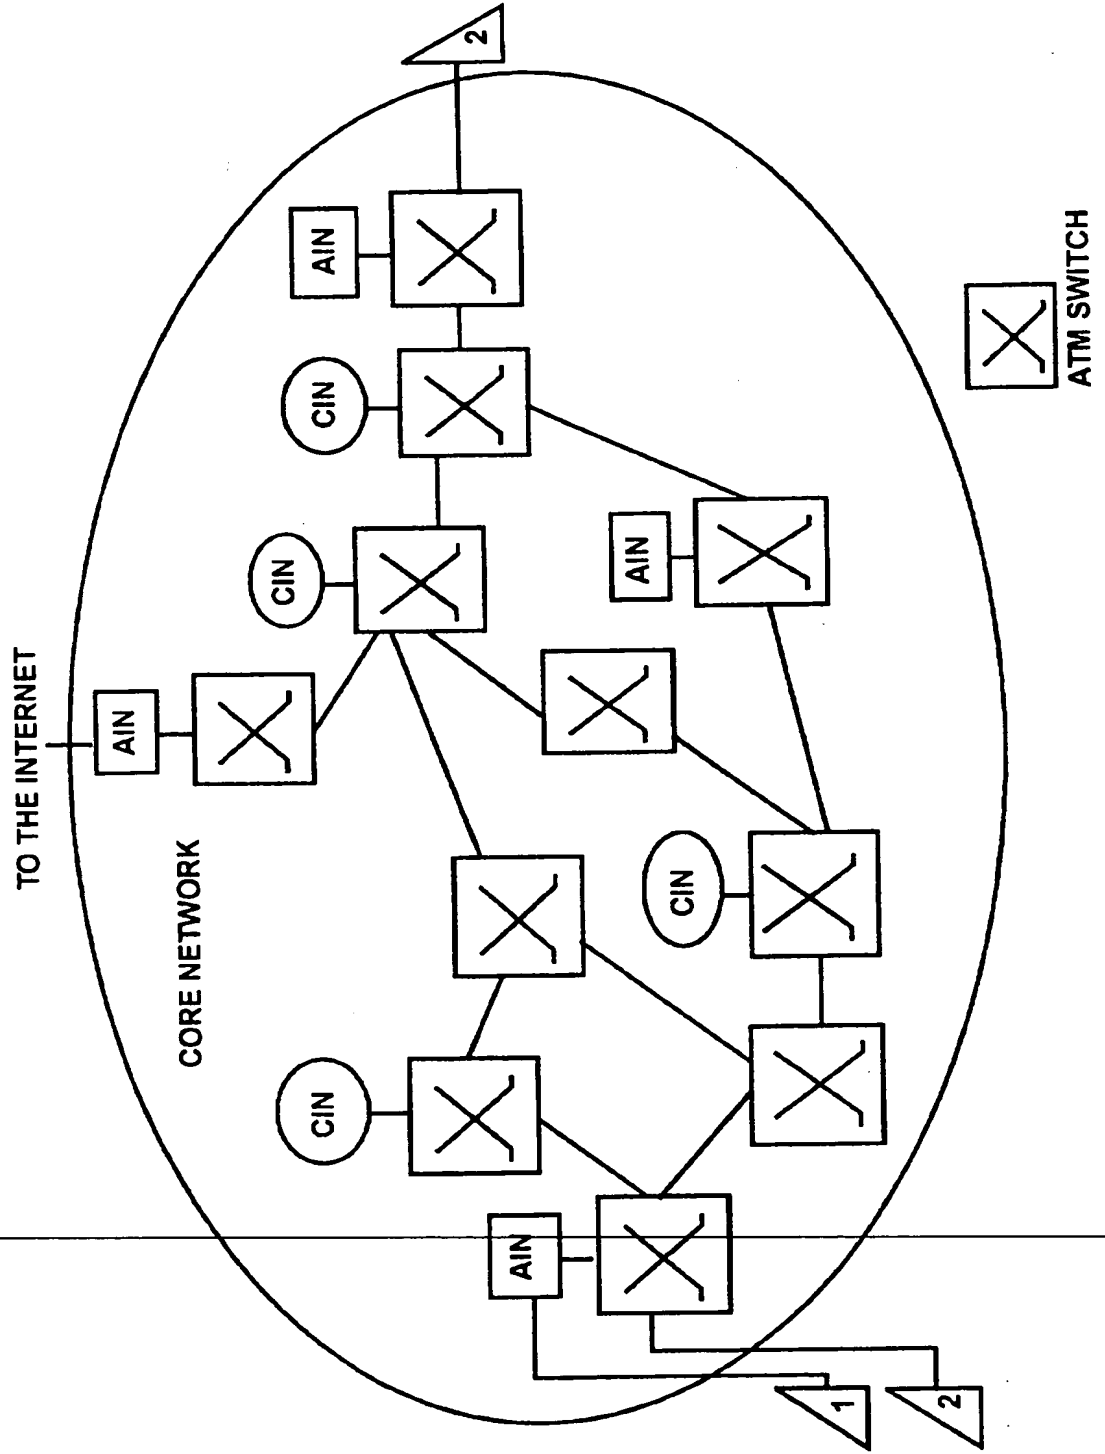 TO THE INTERNET
AIN
CORE NETWORK
CIN
CIN
CIN
AIN
2
AIN
AIN
CIN
1
2
ATM SWITCH